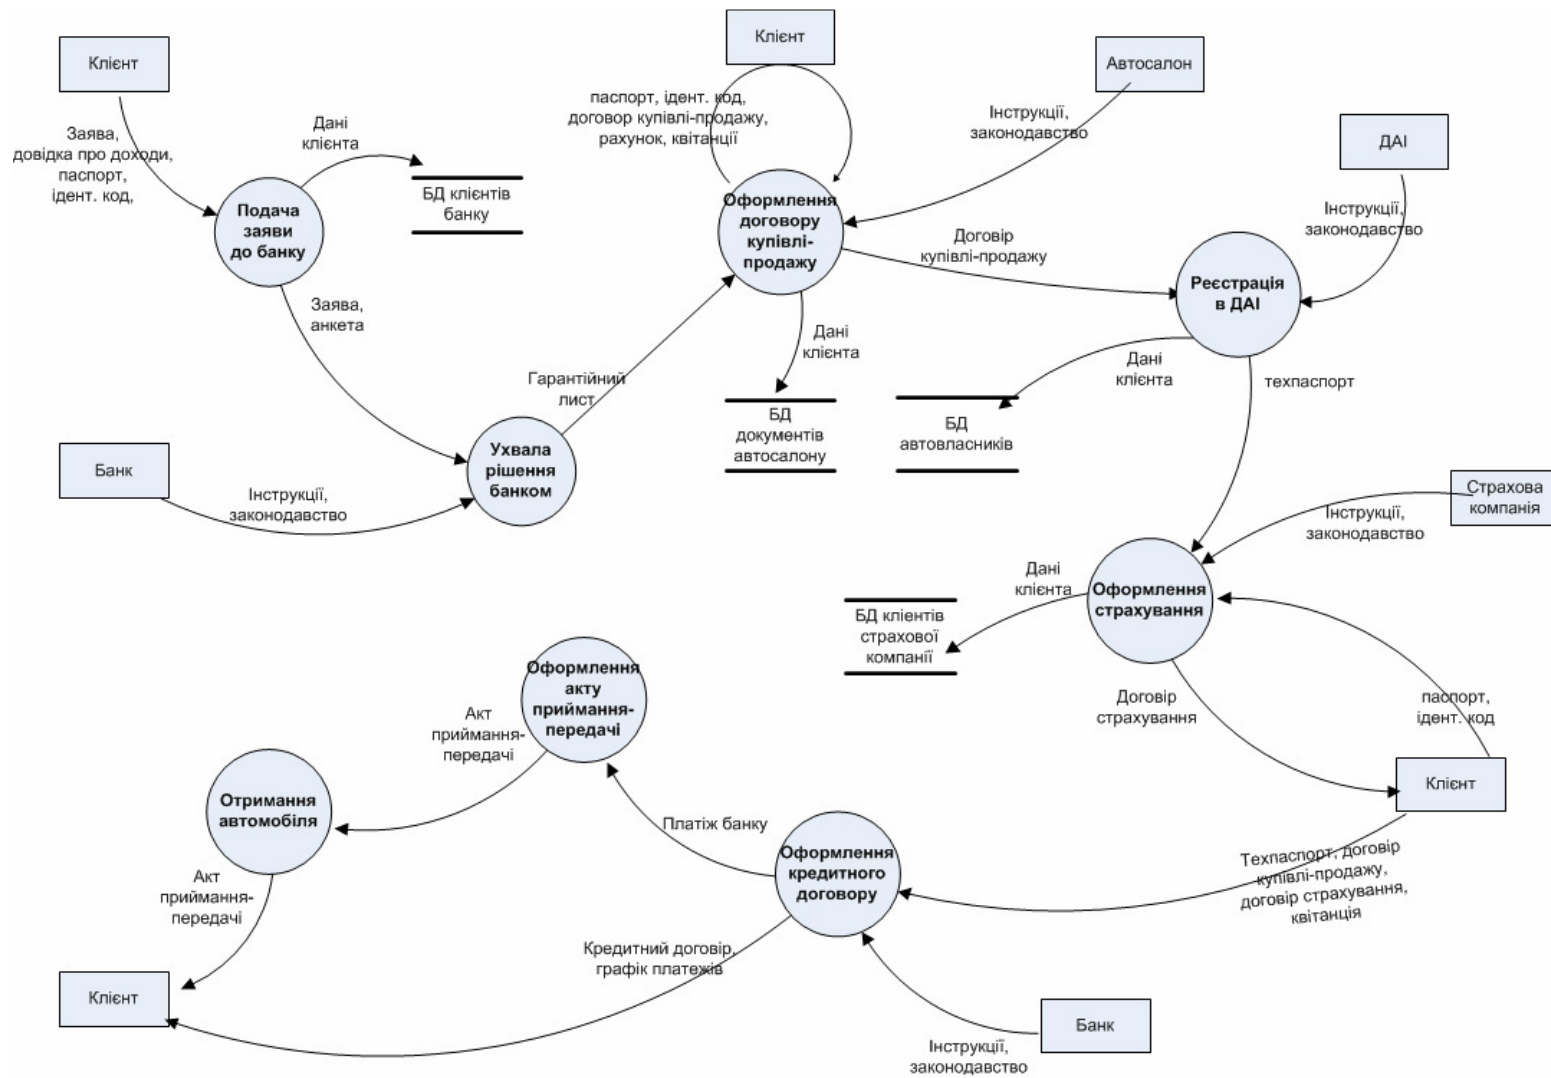 Клієнт
Заява,
довідка про доходи,
паспорт,
ідент. код,
Дані
клієнта
БД клієнтів
банку
Подача
заяви
до банку
Заява,
анкета
Банк
Інструкції,
законодавство
Ухвала
рішення
банком
Гарантійний
лист
Клієнт
паспорт, ідент. код,
договор купівлі-продажу,
рахунок, квітанції
Оформлення
договору
купівлі-
продажу
Автосалон
Інструкції,
законодавство
Договір
купівлі-продажу
Дані
клієнта
БД
документів
автосалону
ДАІ
Інструкції,
законодавство
Реєстрація
в ДАІ
Дані
клієнта
БД
автовласників
техпаспорт
Страхова
компанія
Інструкції,
законодавство
Оформлення
страхування
Дані
клієнта
БД кліентів
страхової
компанії
Договір
страхування
паспорт,
ідент. код
Клієнт
Техпаспорт, договір
купівлі-продажу,
договір страхування,
квітанція
Оформлення
кредитного
договору
Платіж банку
Оформлення
акту
приймання-
передачі
Акт
приймання-
передачі
Отримання
автомобіля
Акт
приймання-
передачі
Кредитний договір,
графік платежів
Клієнт
Банк
Інструкції,
законодавство